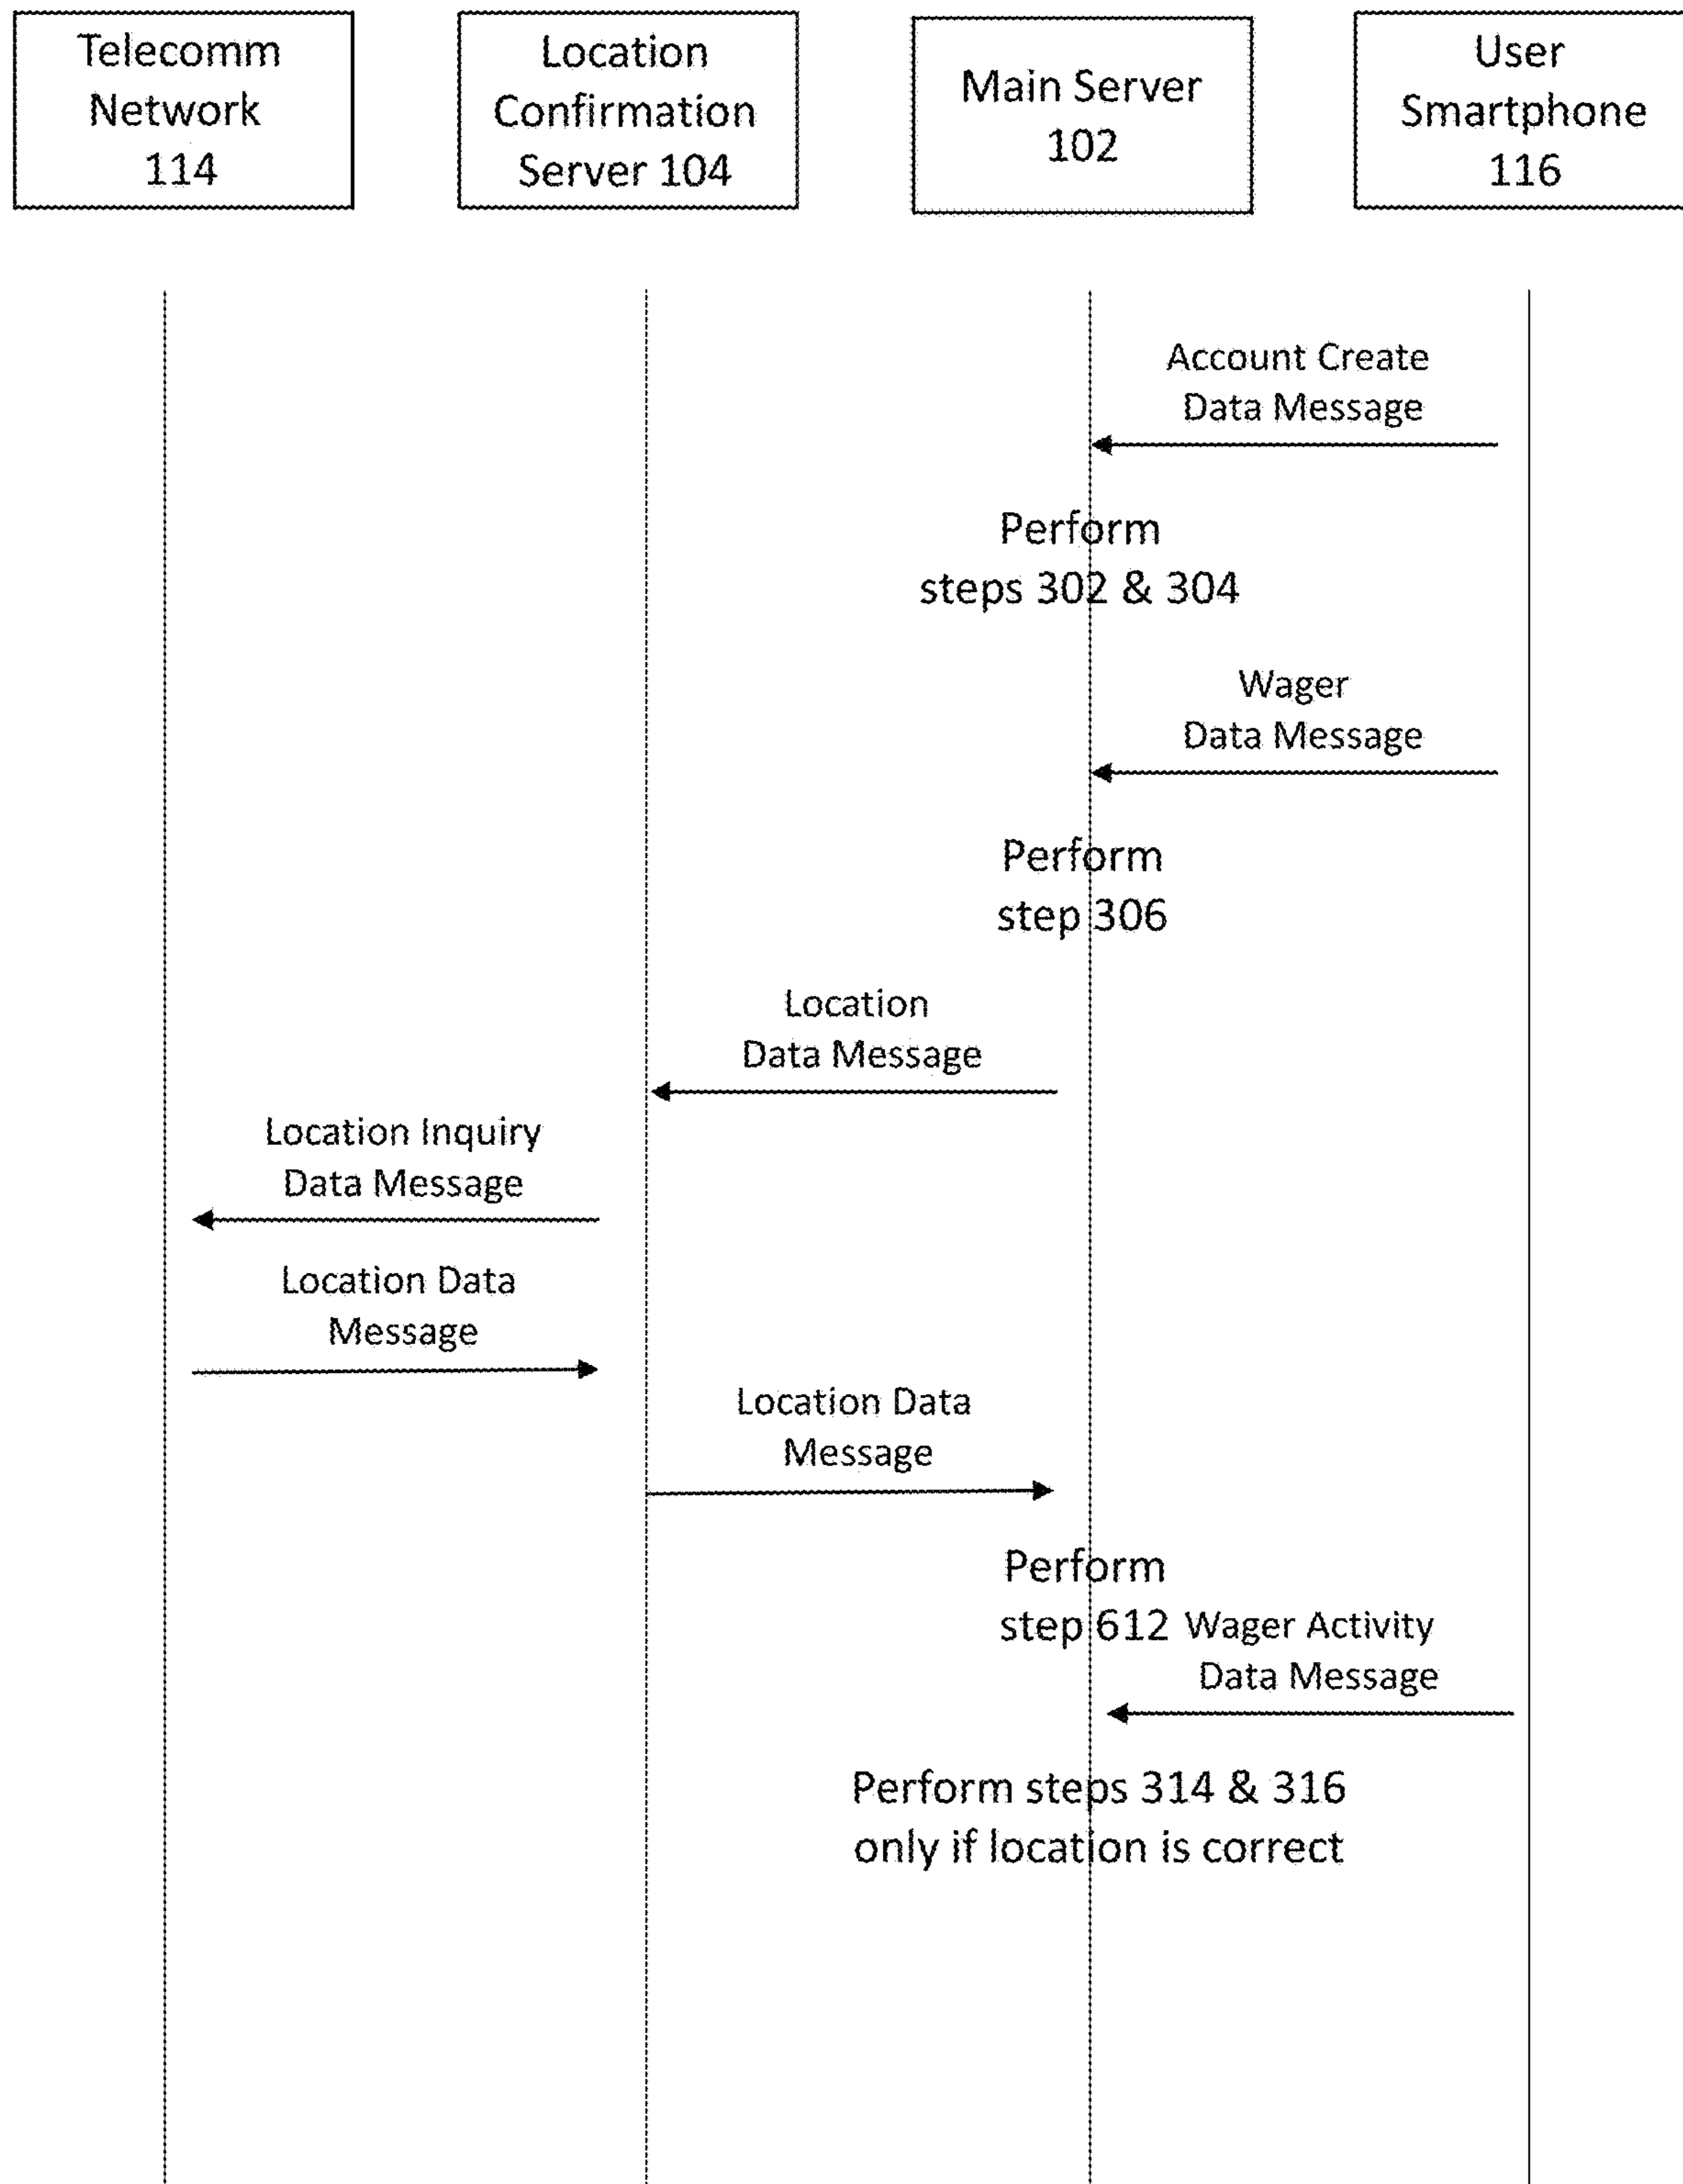 Telecomm
Network
114
Location
Confirmation
Server 104
Main Server
102
User
Smartphone
116
Account Create
Data Message
Perform
steps 302 & 304
Wager
Data Message
Perform
step 306
Location
Data Message
Location Inquiry
Data Message
Location Data
Message
Location Data
Message
Perform
step 612
Wager Activity
Data Message
Perform steps 314 & 316
only if location is correct